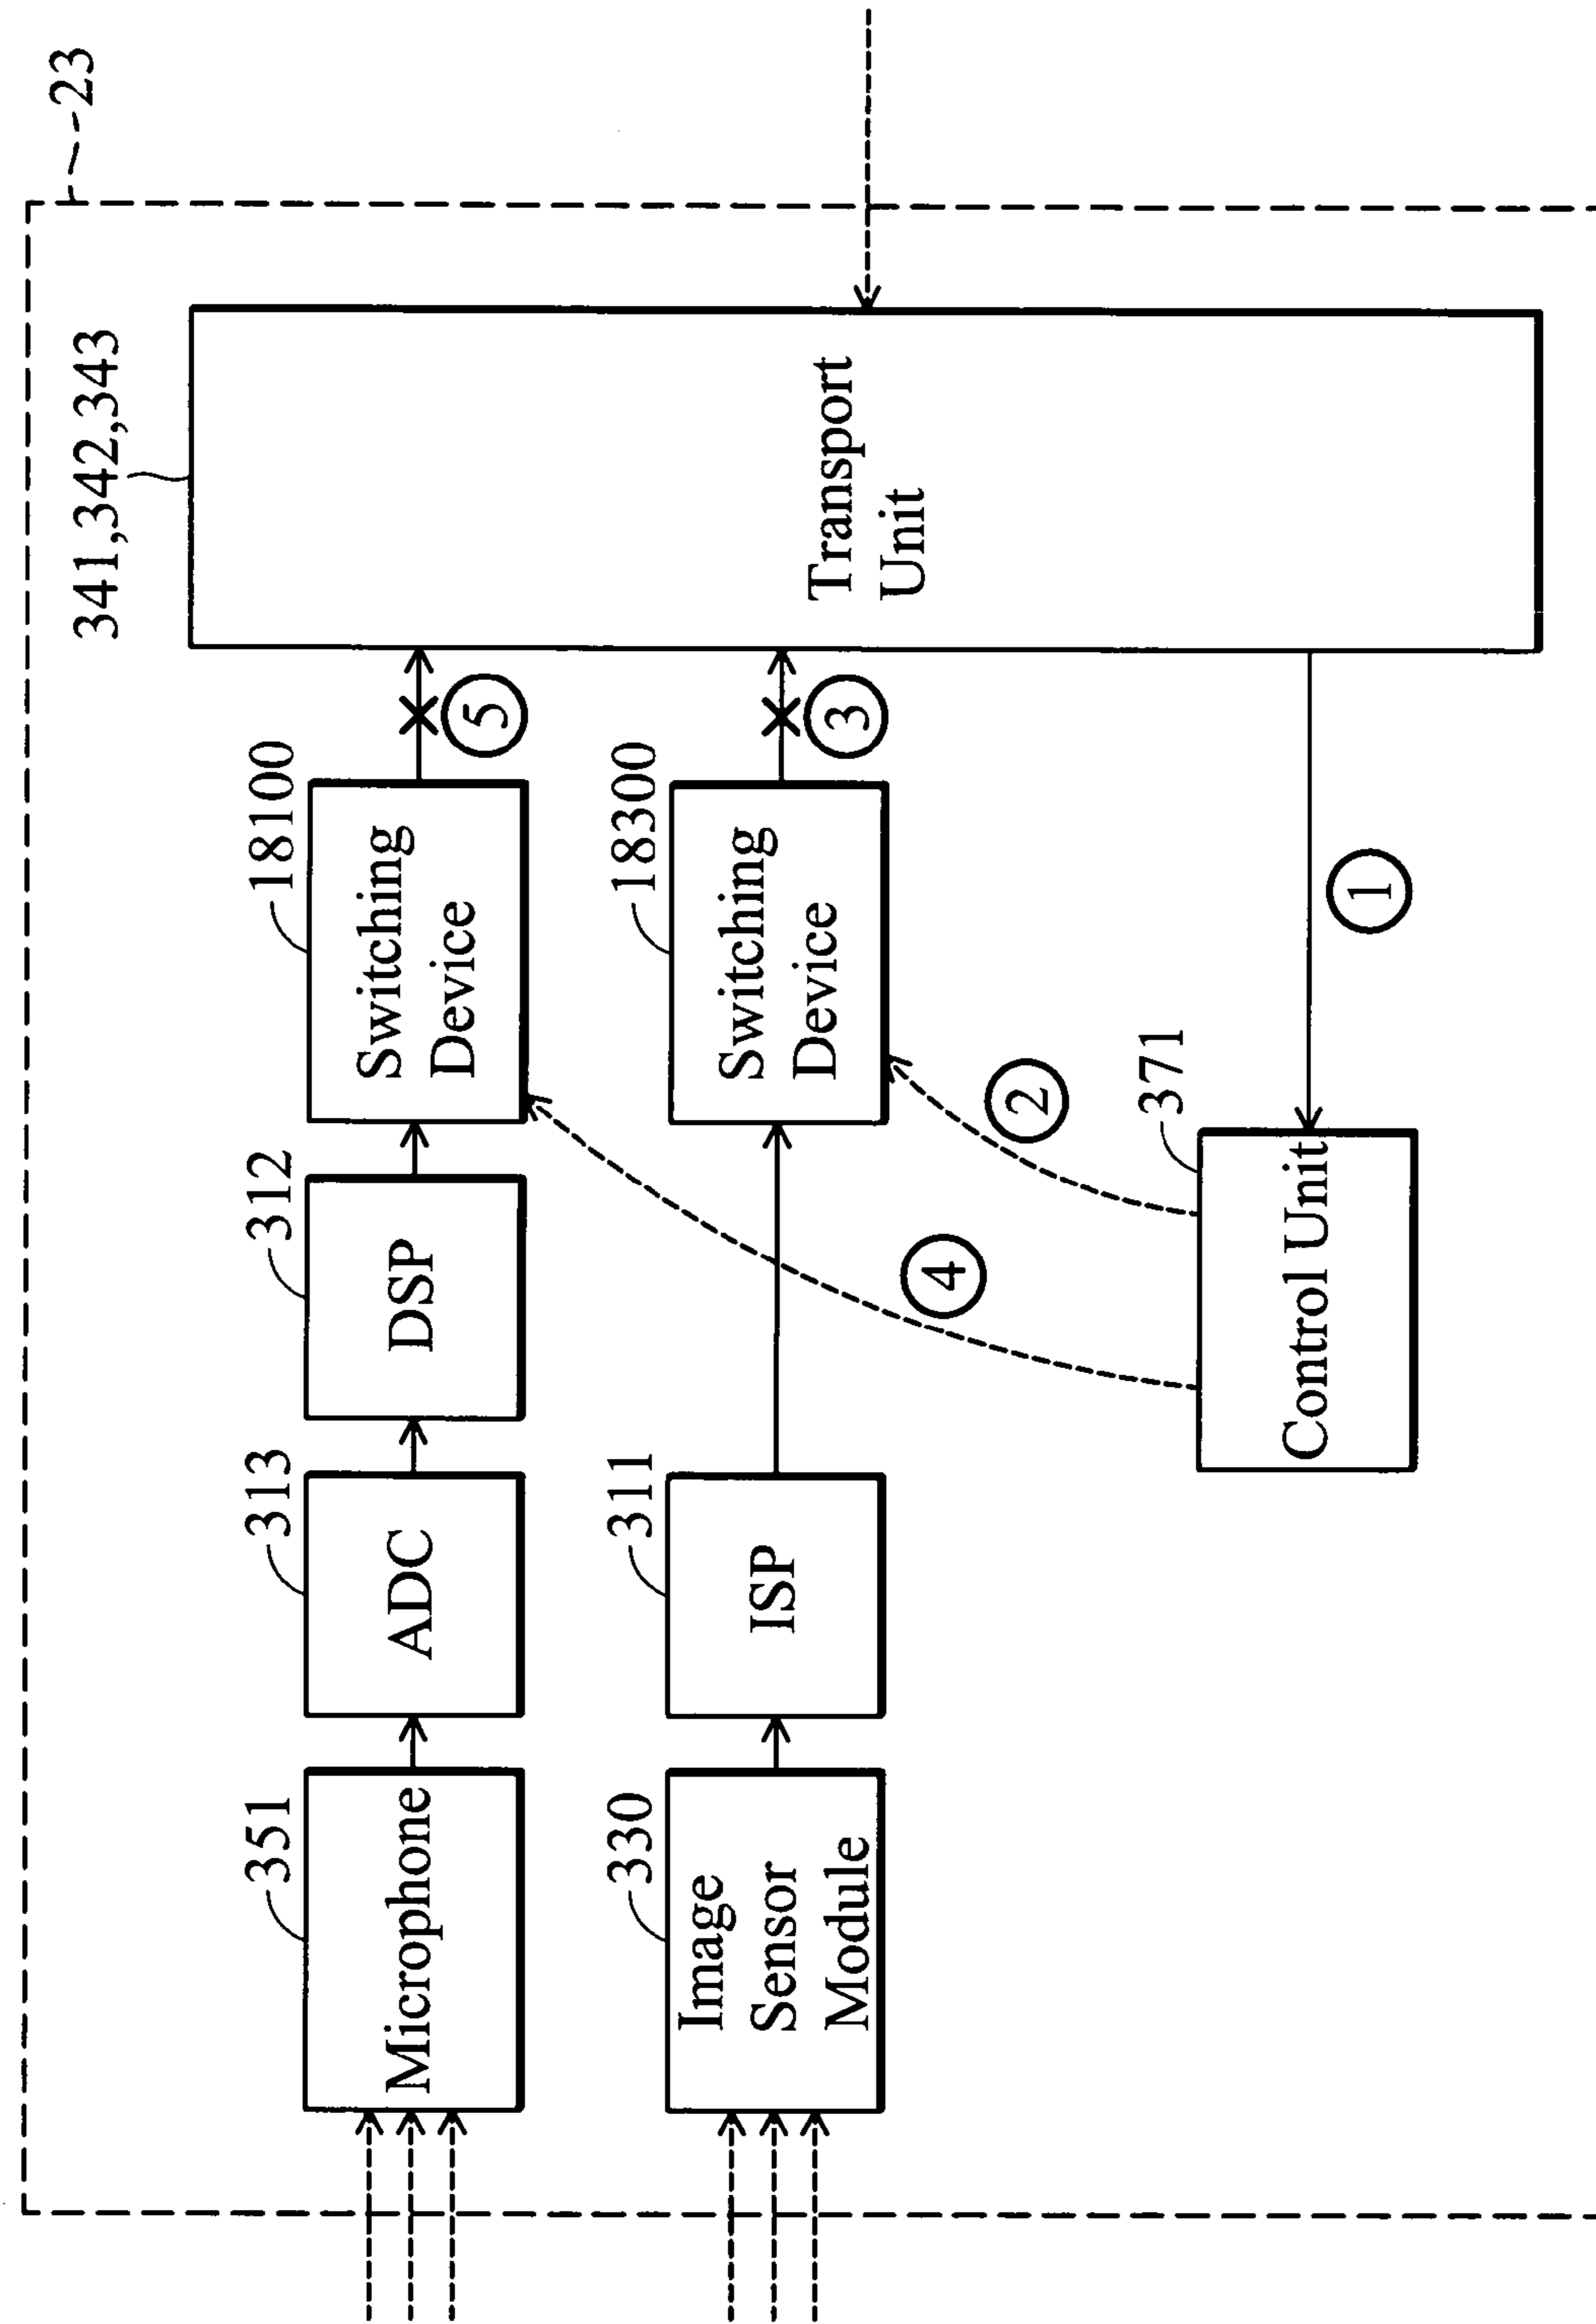 23
341,342,343
351
Microphone
313
ADC
312
DSP
18100
Switching
Device
5
330
Image
Sensor
Module
311
ISP
18300
Switching
Device
3
Transport
Unit
4
2
371
Control Unit
1